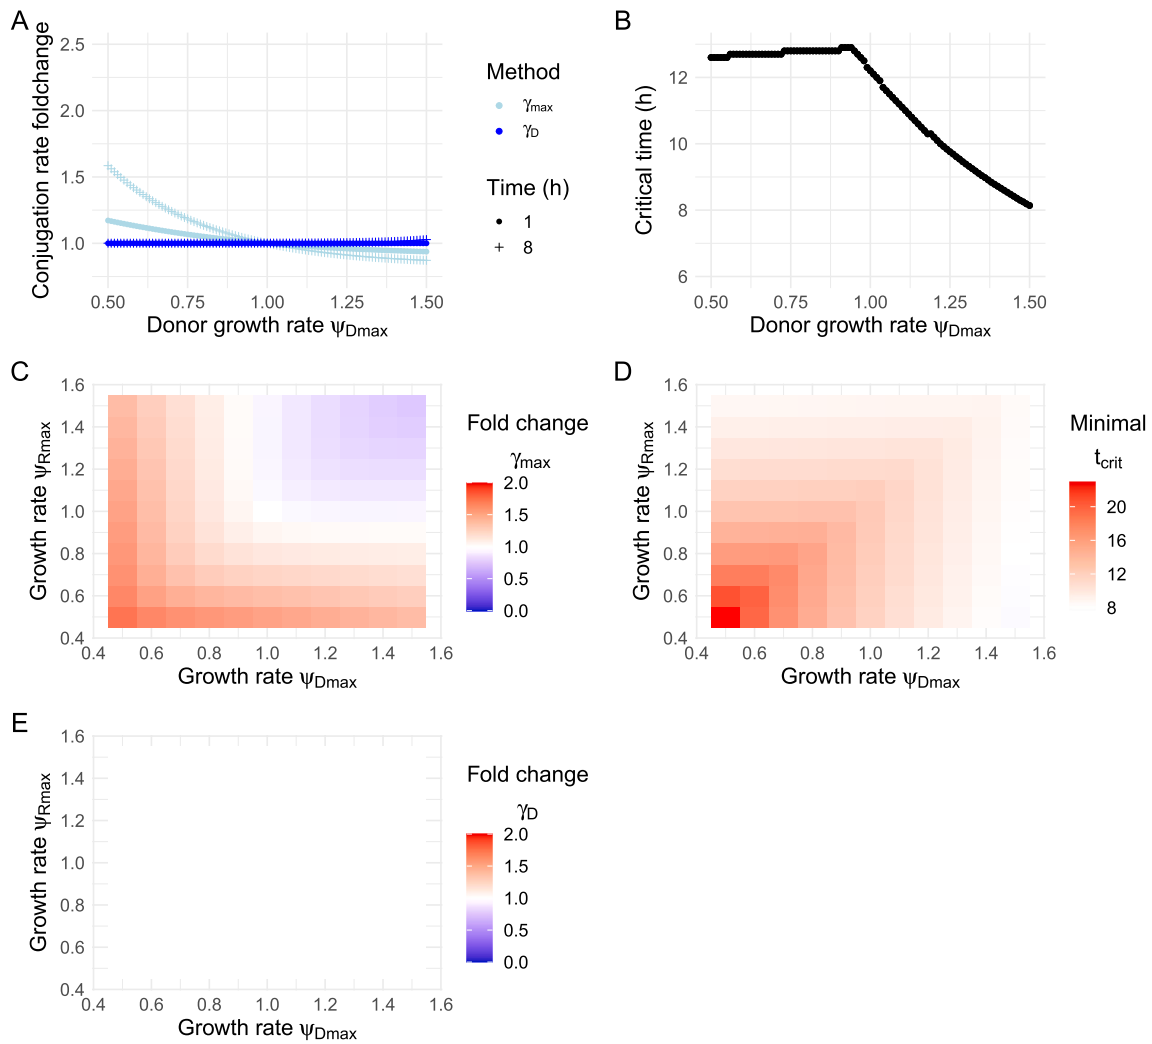 A
Conjugation rate foldchange
2.5
2.0
1.5
1.0
0.50 0.75 1.00 1.25 1.50
Donor growth rate ψDmax
Method
γmax
γD
Time (h)
1
8
B
Critical time (h)
12
10
8
6
0.50 0.75 1.00 1.25 1.50
Donor growth rate ψDmax
C
Growth rate ψRmax
1.6
1.4
1.2
1.0
0.8
0.6
0.4
0.4 0.6 0.8 1.0 1.2 1.4 1.6
Growth rate ψDmax
Fold change
γmax
2.0
1.5
1.0
0.5
0.0
D
Growth rate ψRmax
1.6
1.4
1.2
1.0
0.8
0.6
0.4
0.4 0.6 0.8 1.0 1.2 1.4 1.6
Growth rate ψDmax
Minimal
tcrit
20
16
12
8
E
Growth rate ψRmax
1.6
1.4
1.2
1.0
0.8
0.6
0.4
0.4 0.6 0.8 1.0 1.2 1.4 1.6
Growth rate ψDmax
Fold change
γD
2.0
1.5
1.0
0.5
0.0